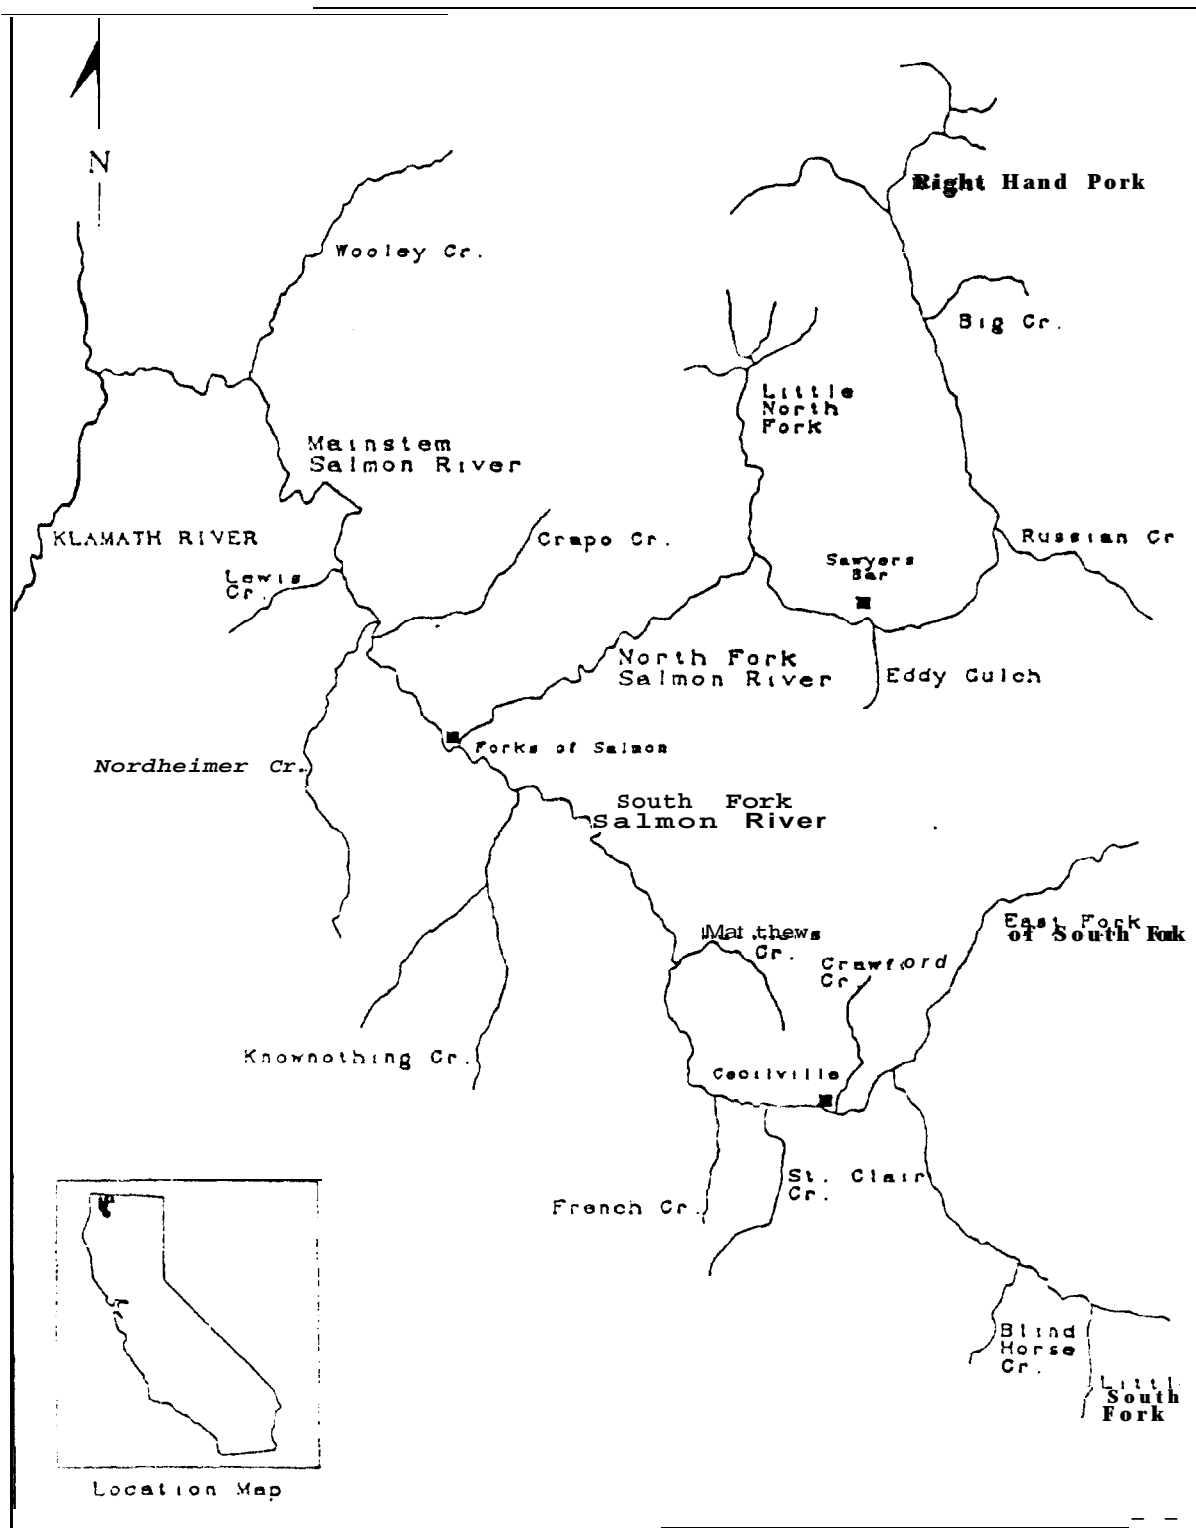 N
Right Hand Pork
Wooley Cr.
Big Cr.
Little
North
Fork
Mainstem
Salmon River
KLAMATH RIVER
Crapo Cr.
Russian Cr
Sawyers
Bar
Lewis
Cr.
North Fork
Salmon River
Eddy Gulch
Forks of Salmon
Nordheimer Cr.
South Fork
Salmon River
East Fork
of South Fork
Matthews
Cr.
Crawford
Cr.
Knownothing Cr.
Cecilville
St. Clair
Cr.
French Cr.
Blind
Horse
Cr.
Littl
South
Fork
Location Map